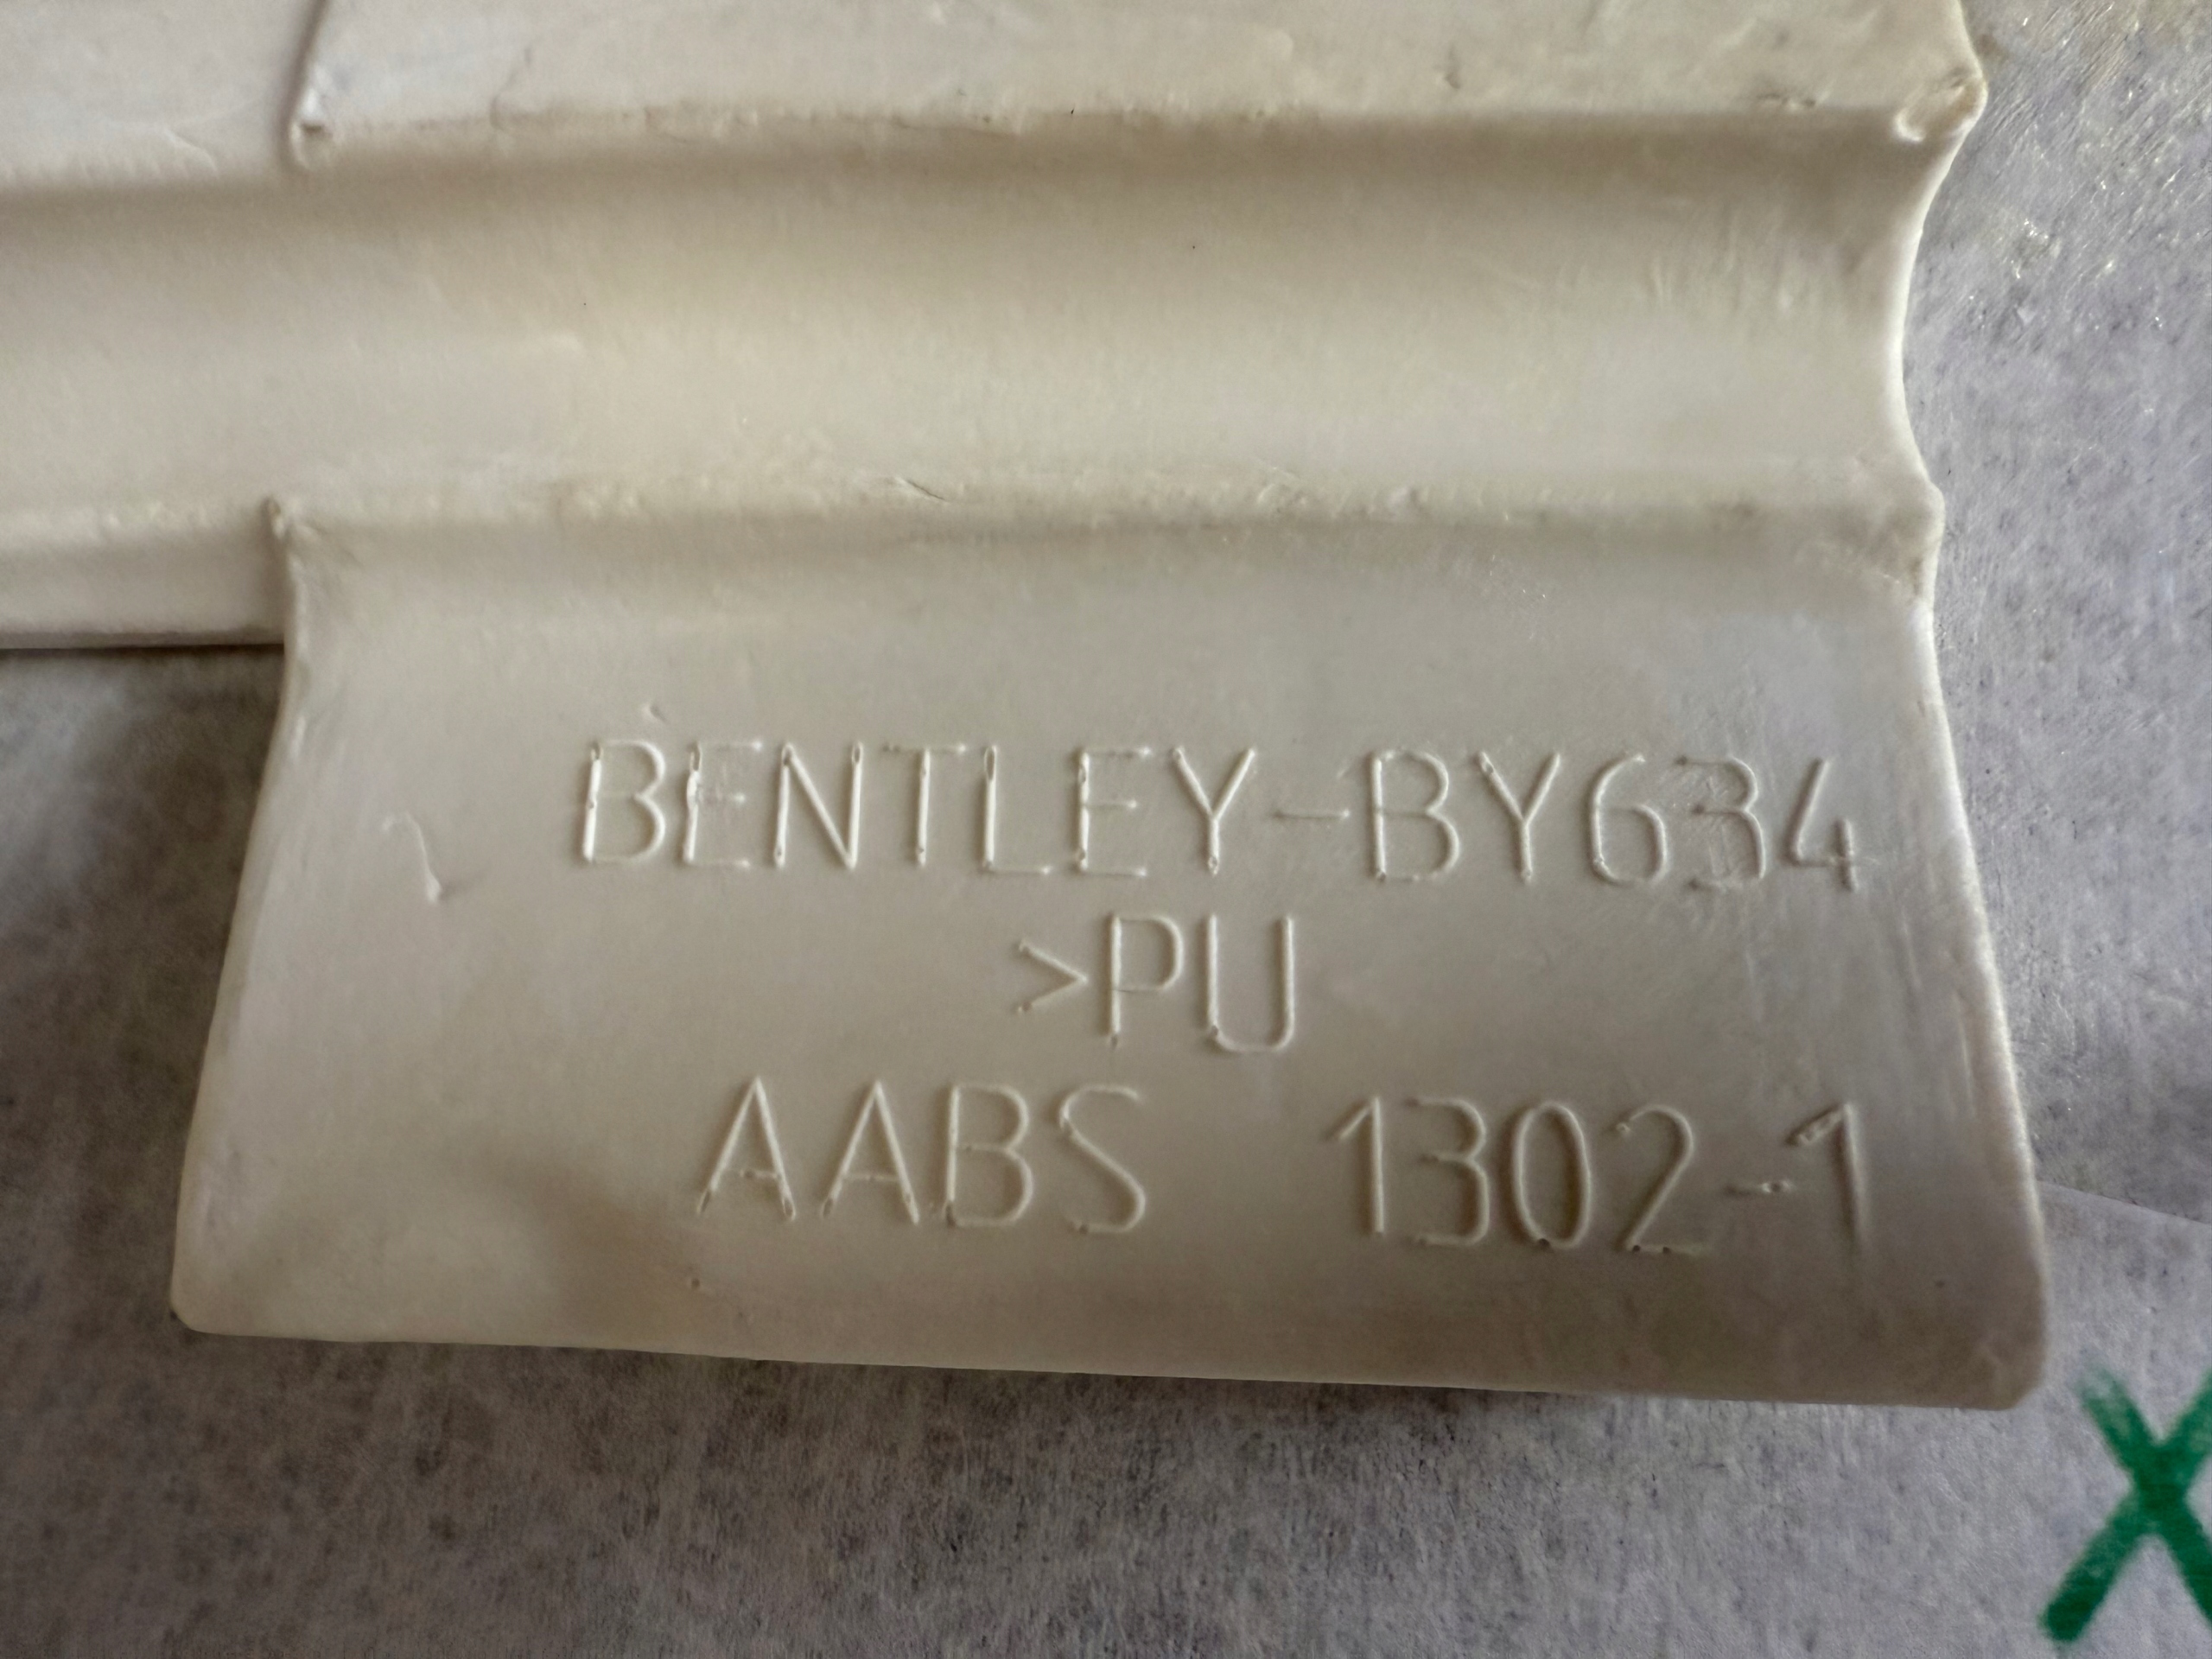 BENTLEY-BY634
>PU
AABS 1302-1
X